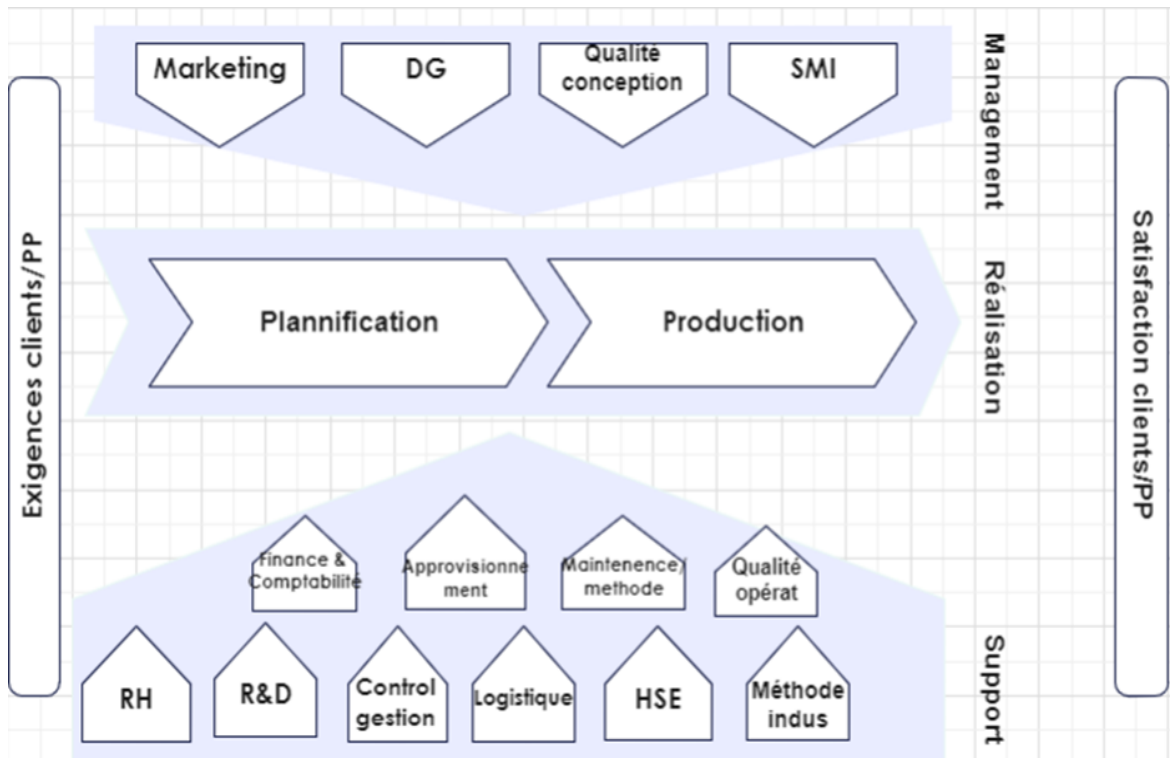 Exigences clients/PP
Marketing
DG
Qualité
conception
SMI
Management
Plannification
Production
Réalisation
Finance &
Comptabilité
Approvisionne
ment
Maintenence/
methode
Qualité
opérat
RH
R&D
Control
gestion
Logistique
HSE
Méthode
indus
Support
Satisfaction clients/PP